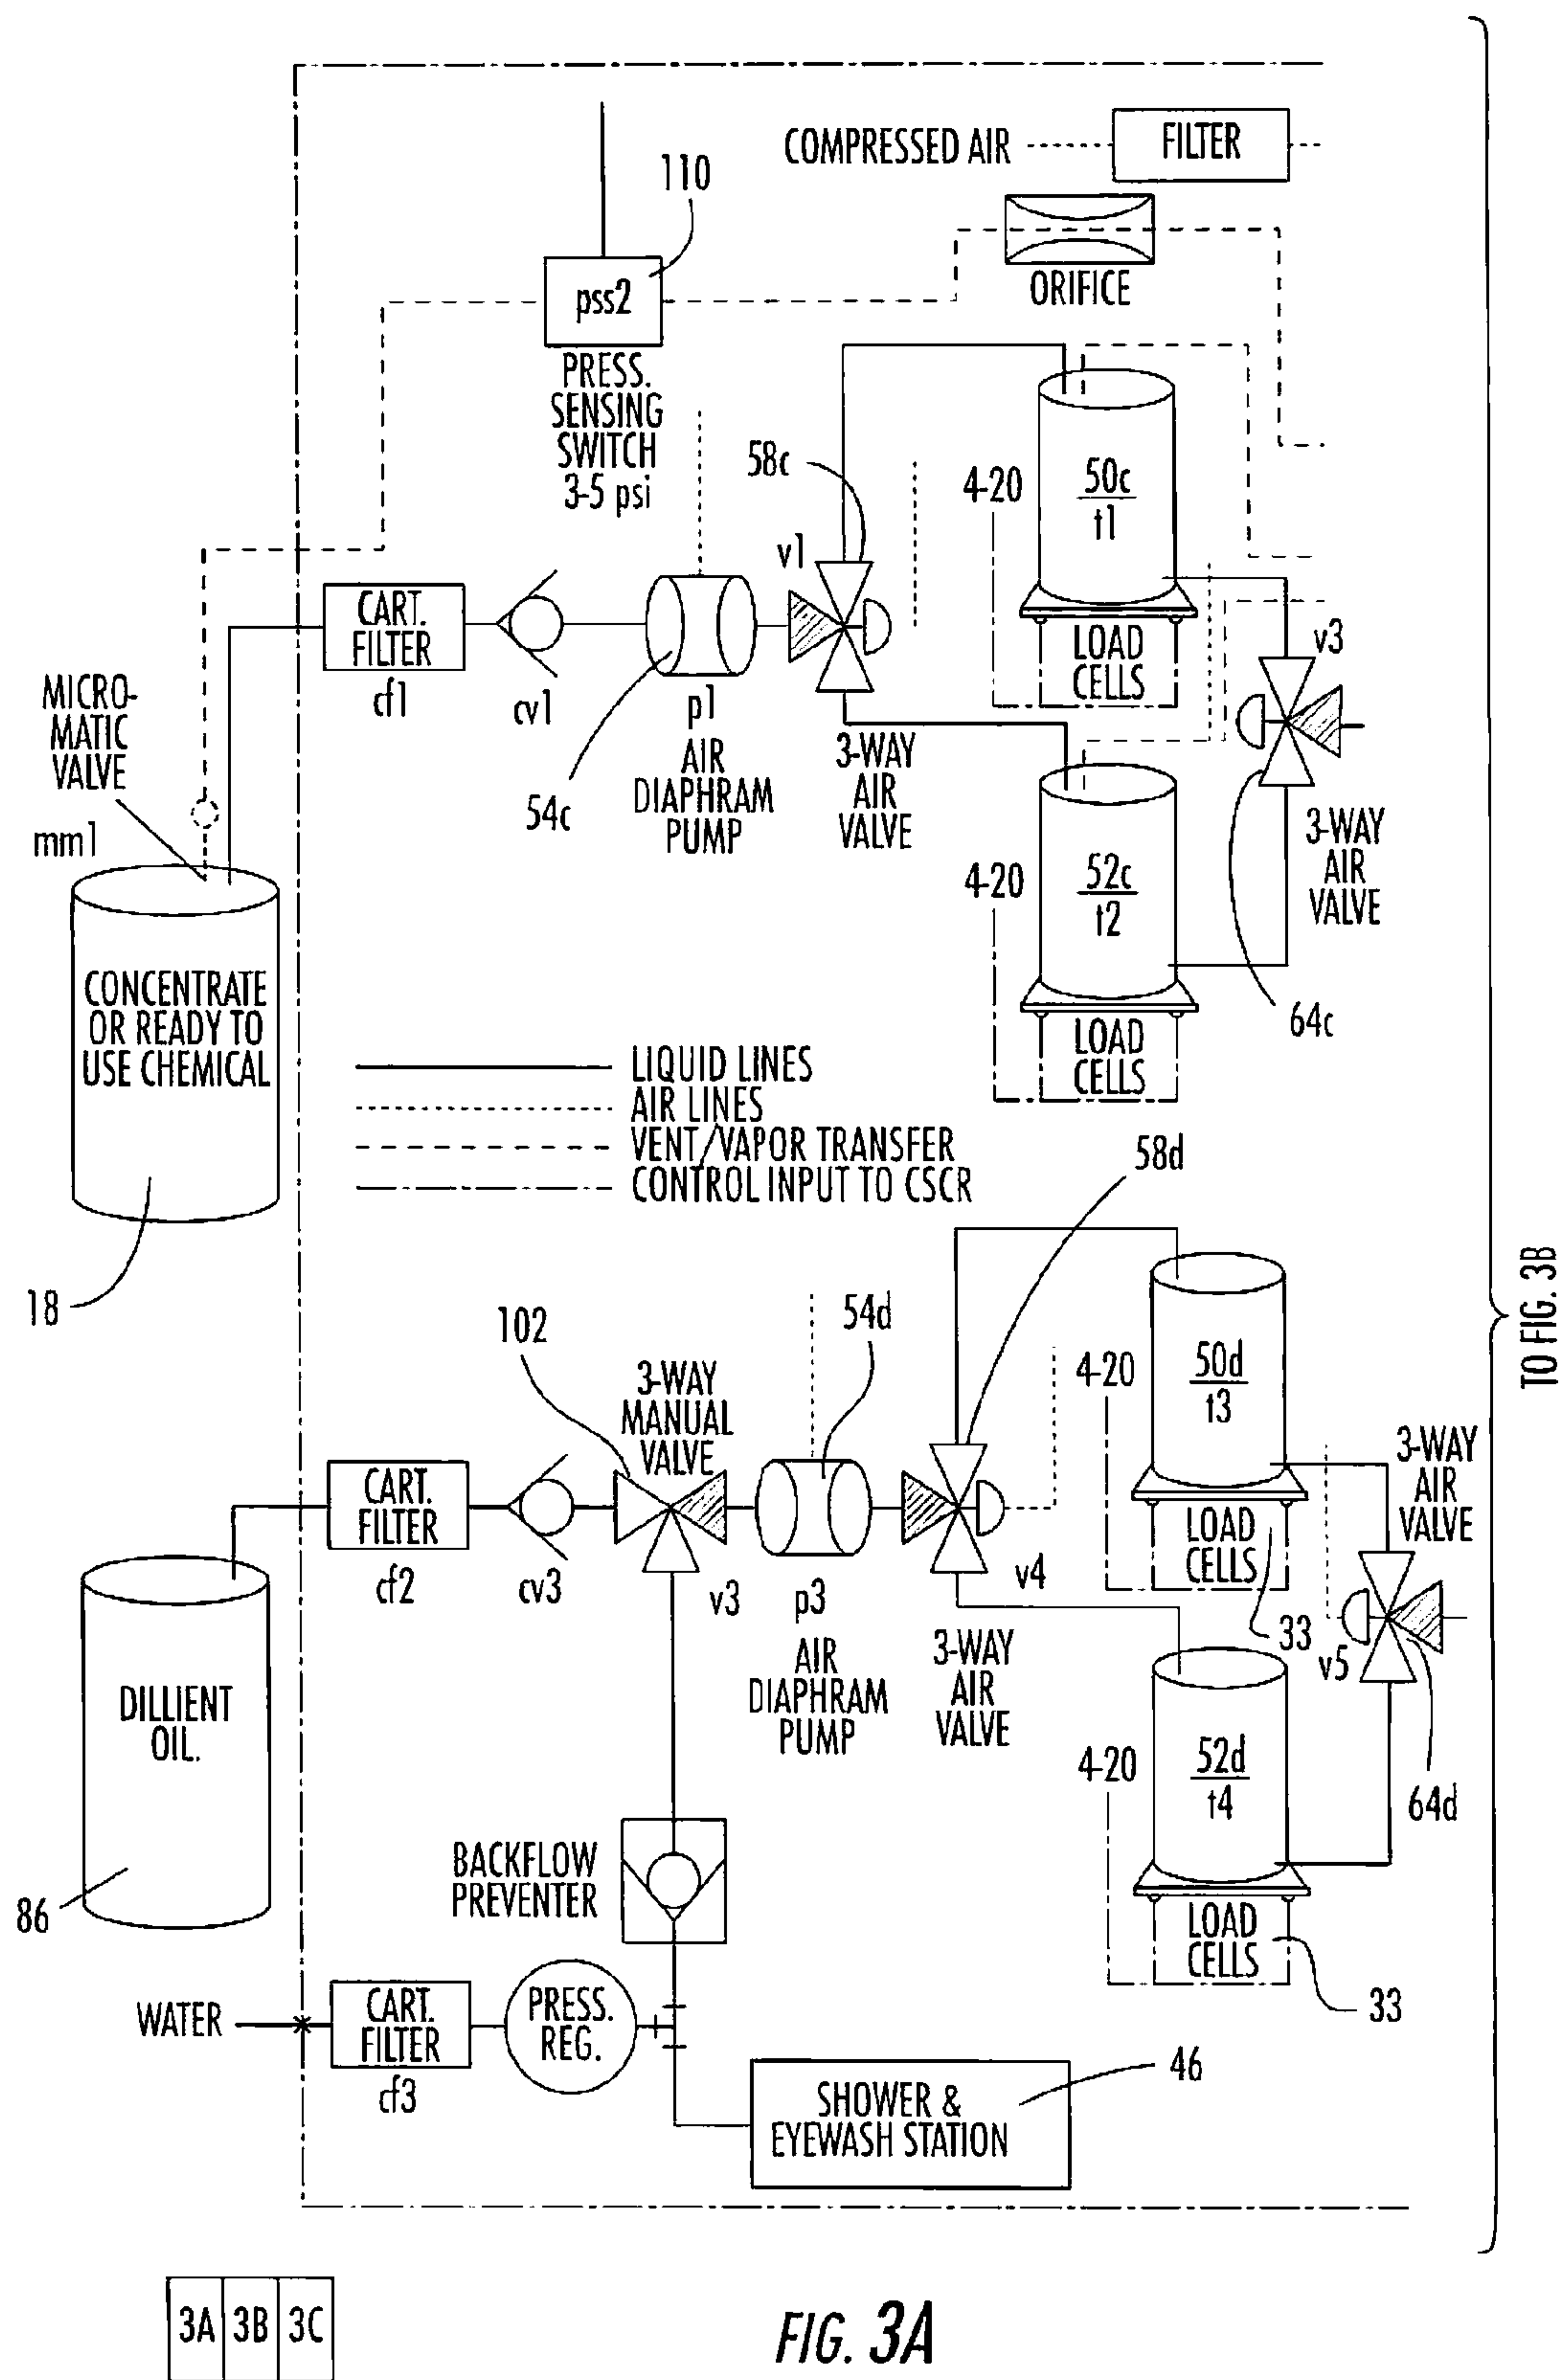 COMPRESSED AIR
FILTER
110
ORIFICE
pss2
PRESS.
SENSING
SWITCH
3-5 psi
58c
4-20
50c
t1
v1
CART.
FILTER
cf1
cv1
p1
AIR
DIAPHRAM
PUMP
54c
LOAD
CELLS
v3
3-WAY
AIR
VALVE
MICRO-
MATIC
VALVE
mm1
3-WAY
AIR
VALVE
4-20
52c
t2
64c
LOAD
CELLS
CONCENTRATE
OR READY TO
USE CHEMICAL
18
LIQUID LINES
AIR LINES
VENT/VAPOR TRANSFER
CONTROL INPUT TO CSCR
58d
TO FIG. 3B
102
3-WAY
MANUAL
VALVE
54d
4-20
50d
t3
3-WAY
AIR
VALVE
CART.
FILTER
cf2
cv3
v3
p3
AIR
DIAPHRAM
PUMP
v4
3-WAY
AIR
VALVE
LOAD
CELLS
33
v5
64d
DILLIENT
OIL.
86
4-20
52d
t4
BACKFLOW
PREVENTER
LOAD
CELLS
33
WATER
CART.
FILTER
cf3
PRESS.
REG.
46
SHOWER &
EYEWASH STATION
3A 3B 3C
FIG. 3A